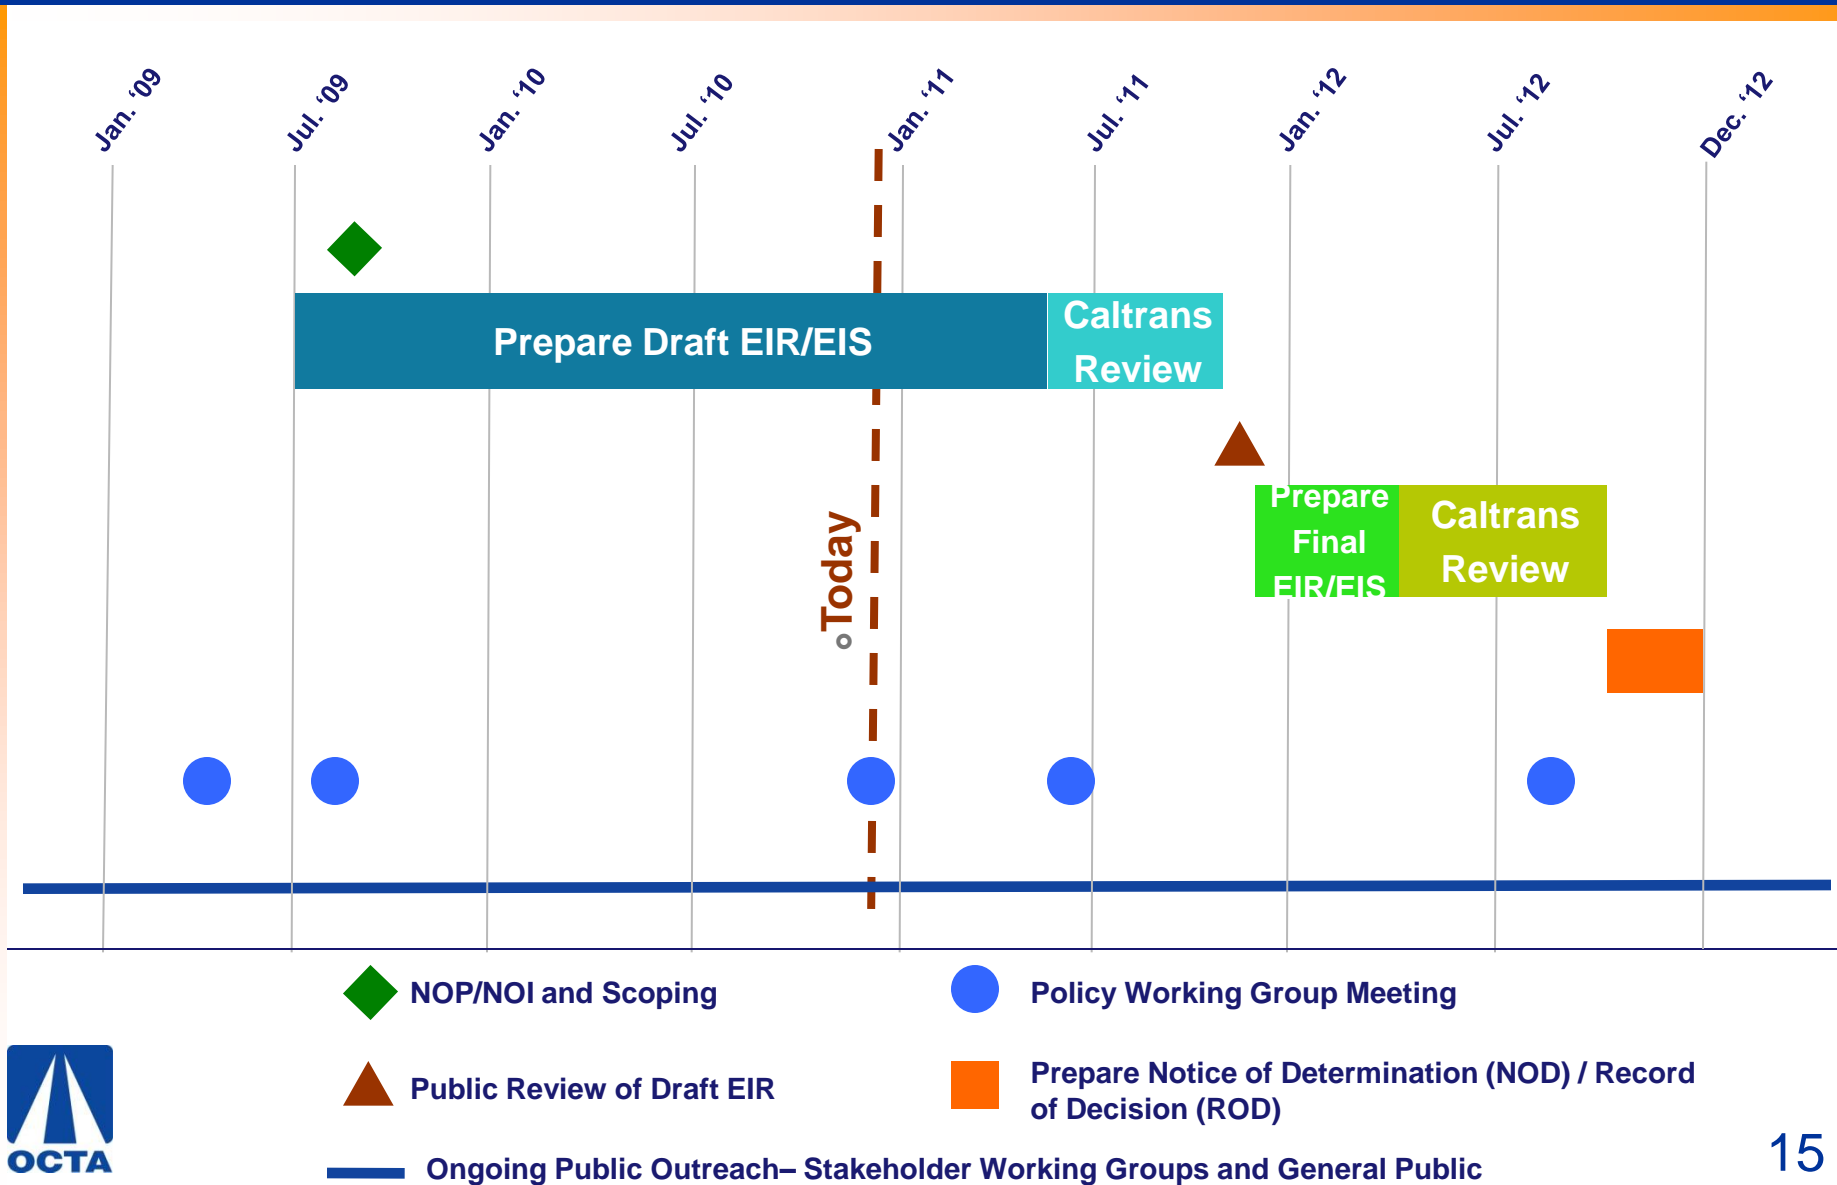 Jan. ‘09
Jul. ‘09
Jan. ‘10
Jul. ‘10
Jan. ‘11
Jul. ‘11
Jan. ‘12
Jul. ‘12
Dec. ‘12
Prepare Draft EIR/EIS
Caltrans
Review
Today
Prepare
Final
EIR/EIS
Caltrans
Review
NOP/NOI and Scoping
Policy Working Group Meeting
Public Review of Draft EIR
Prepare Notice of Determination (NOD) / Record
of Decision (ROD)
Ongoing Public Outreach– Stakeholder Working Groups and General Public
OCTA
15